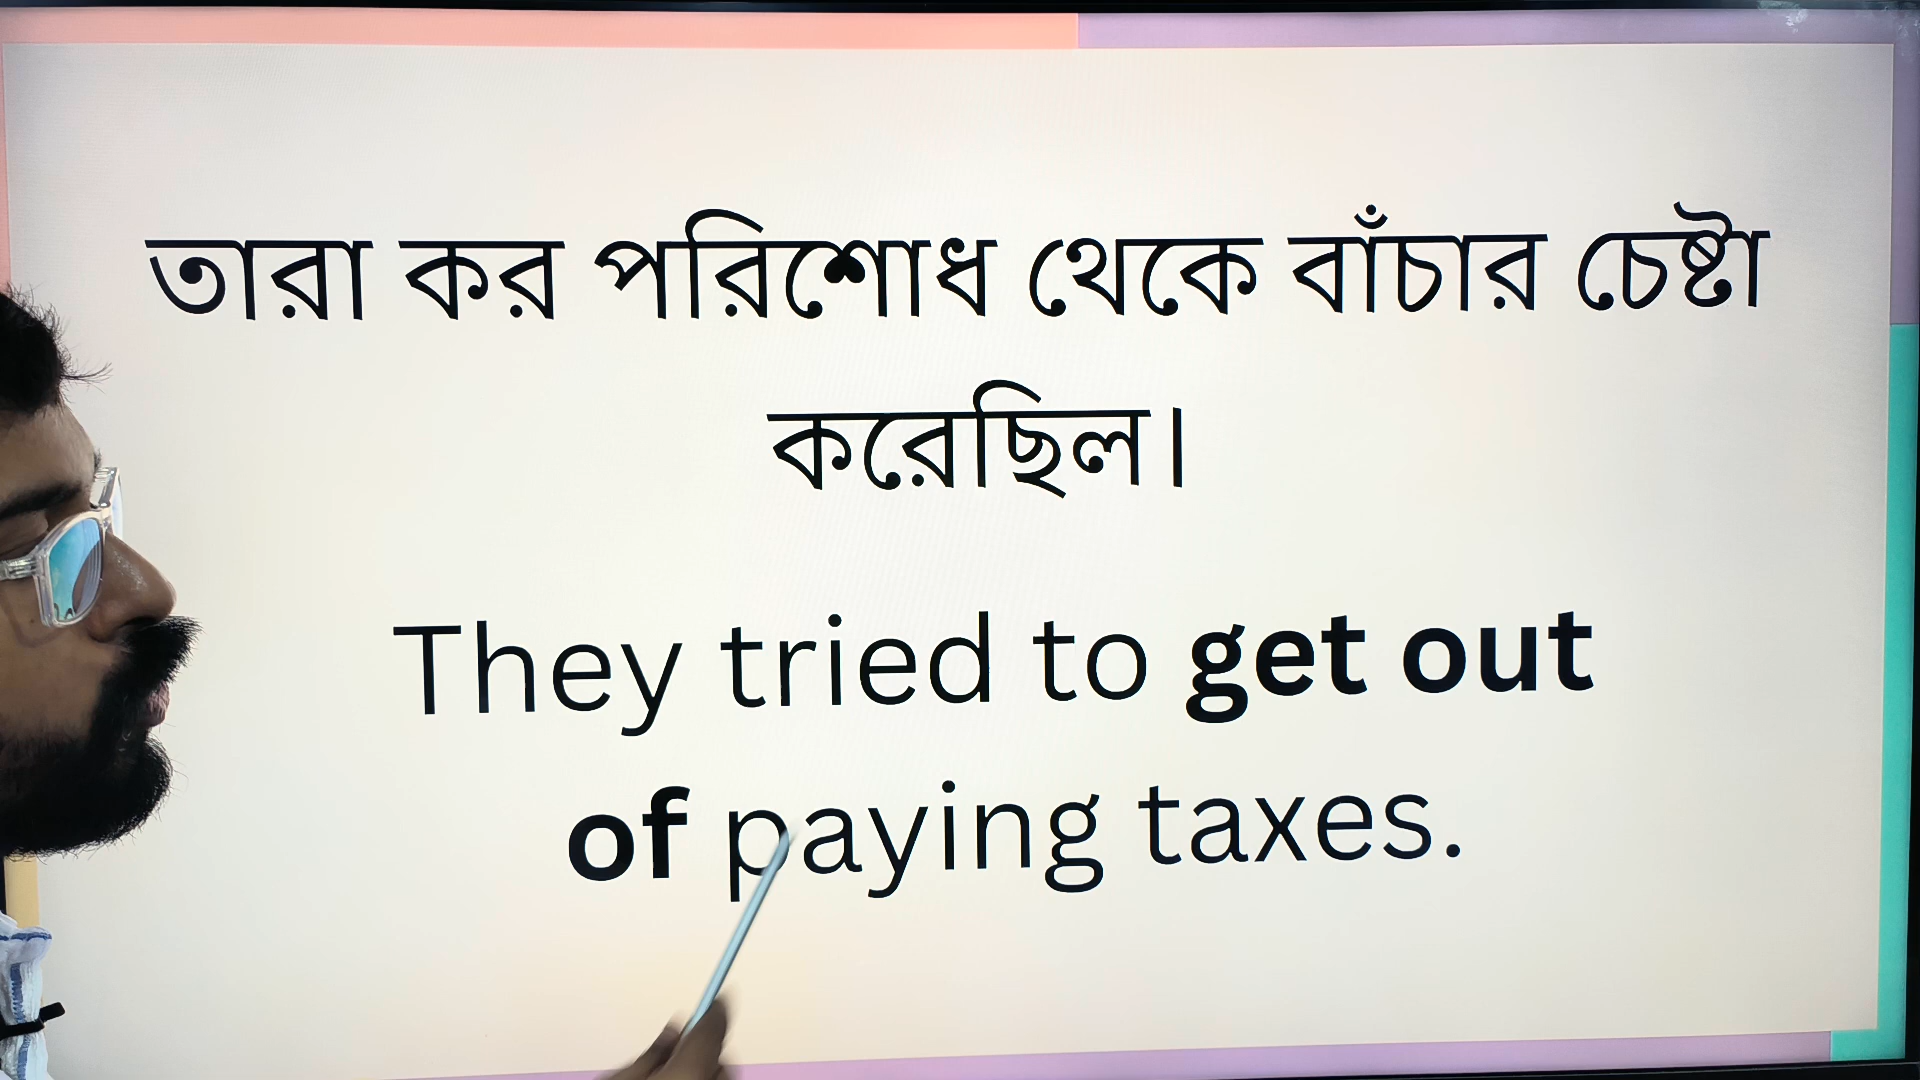 তারা কর পরিশোধ থেকে বাঁচার চেষ্টা
করেছিল।
They tried to get out
of paying taxes.